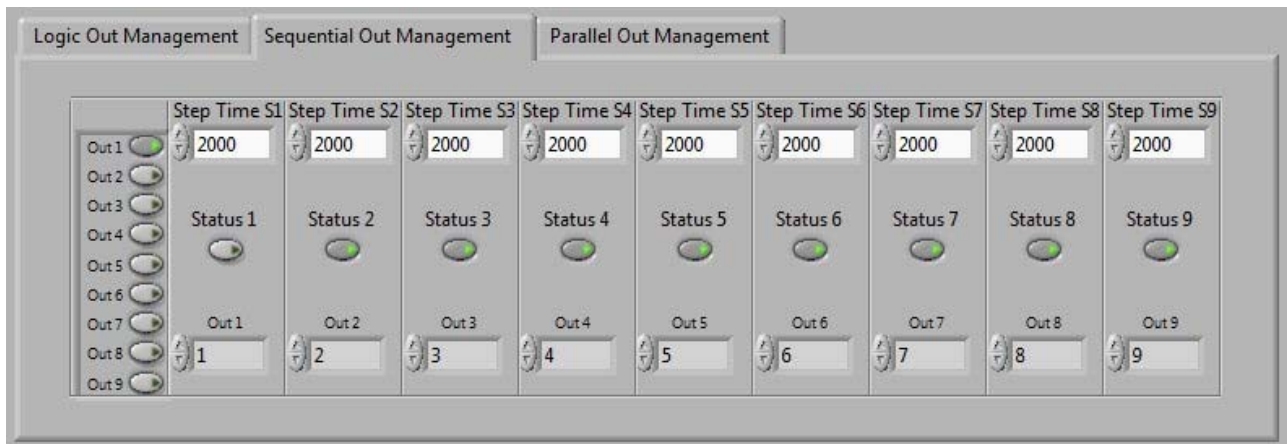 Logic Out Management Sequential Out Management Parallel Out Management
Step Time S1 Step Time S2 Step Time S3 Step Time S4 Step Time S5 Step Time S6 Step Time S7 Step Time S8 Step Time S9
Out 1 2000 2000 2000 2000 2000 2000 2000 2000 2000
Out 2
Out 3
Status 1 Status 2 Status 3 Status 4 Status 5 Status 6 Status 7 Status 8 Status 9
Out 4
Out 5
Out 6
Out 7 Out 1 Out 2 Out 3 Out 4 Out 5 Out 6 Out 7 Out 8 Out 9
Out 8 1 2 3 4 5 6 7 8 9
Out 9